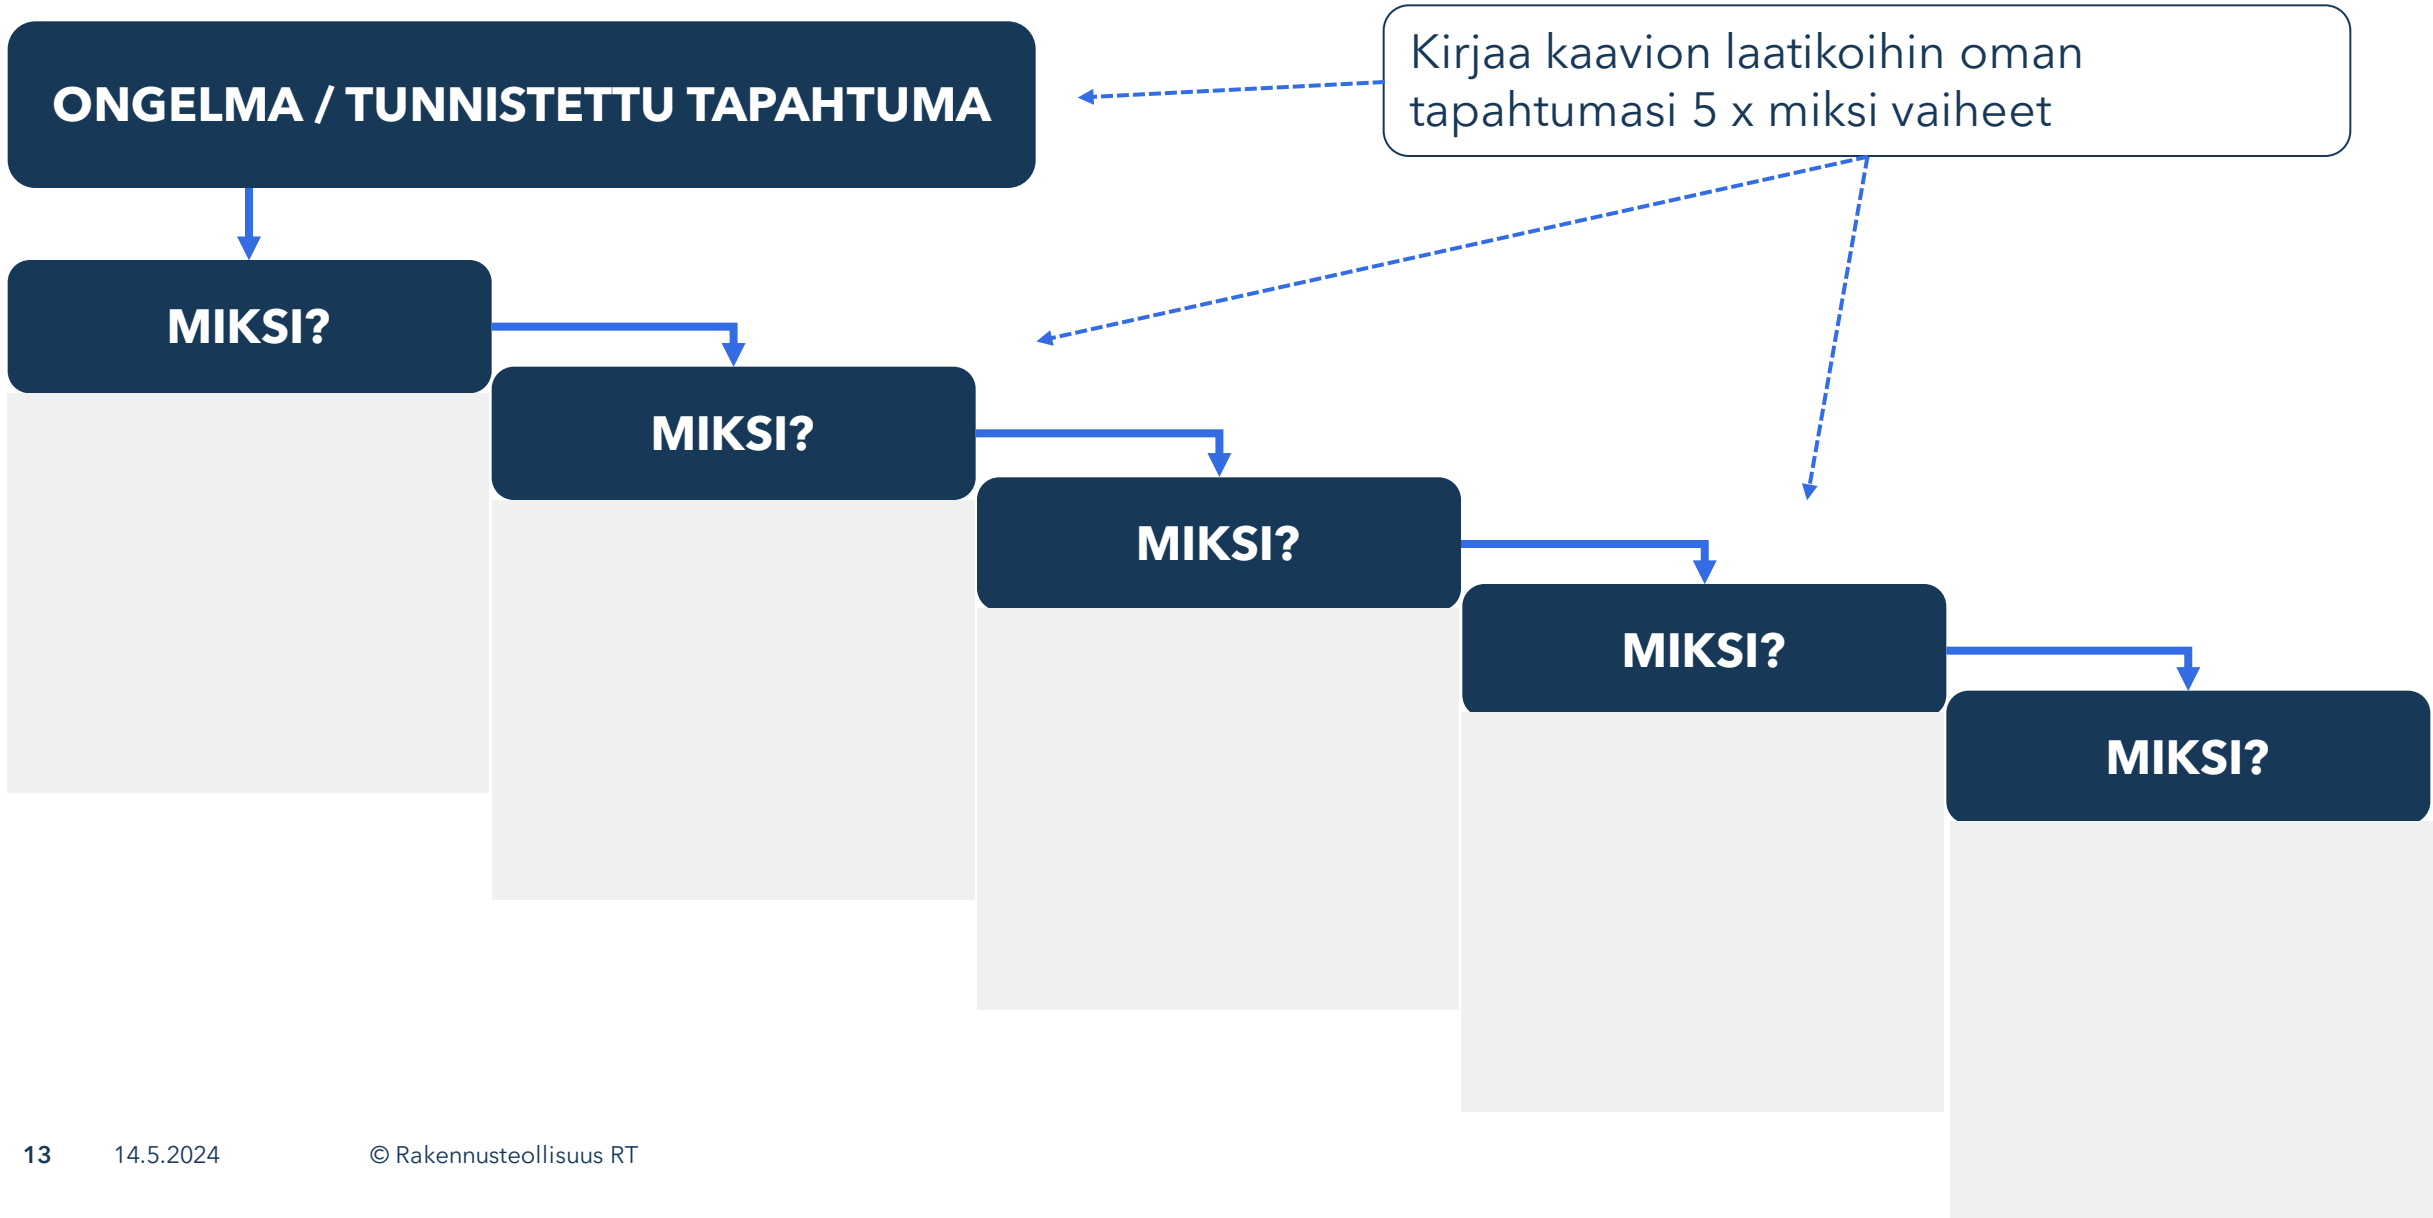 ONGELMA / TUNNISTETTU TAPAHTUMA
Kirjaa kaavion laatikoihin oman
tapahtumasi 5 x miksi vaiheet
MIKSI?
MIKSI?
MIKSI?
MIKSI?
MIKSI?
13 14.5.2024 © Rakennusteollisuus RT